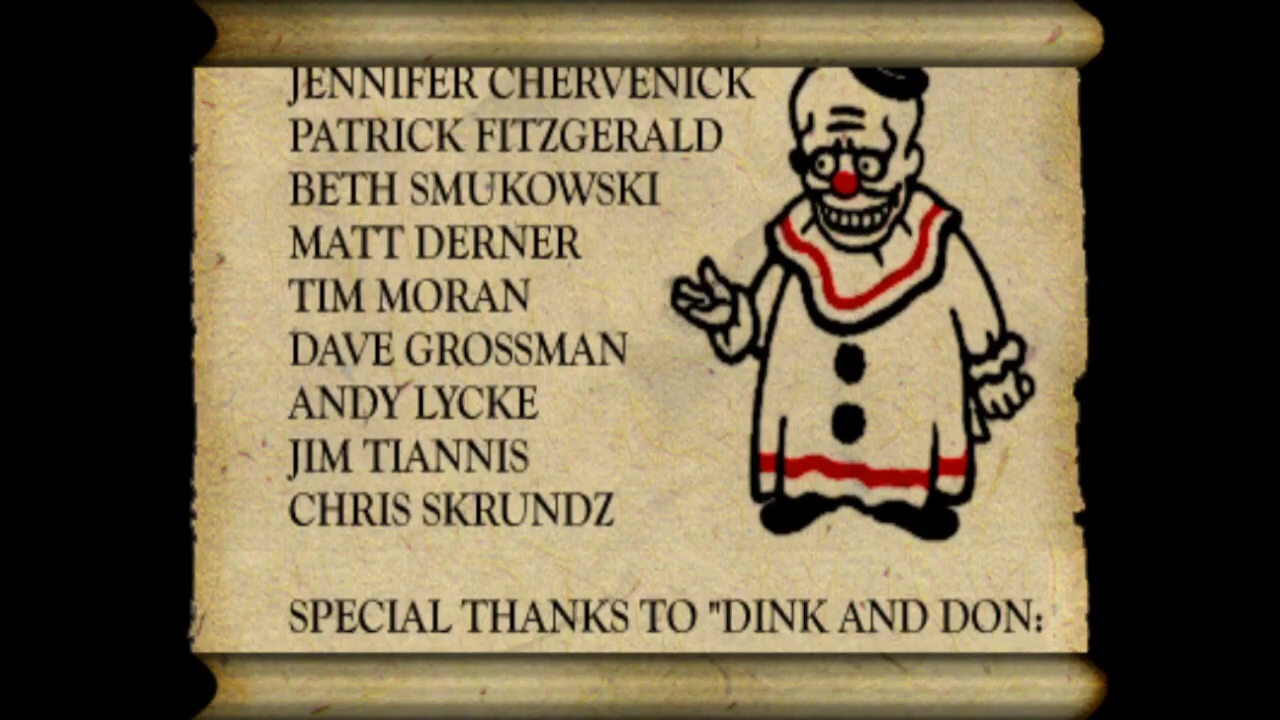 JENNIFER CHERVENICK
PATRICK FITZGERALD
BETH SMUKOWSKI
MATT DERNER
TIM MORAN
DAVE GROSSMAN
ANDY LYCKE
JIM TIANNIS
CHRIS SKRUNDZ
SPECIAL THANKS TO "DINK AND DON: